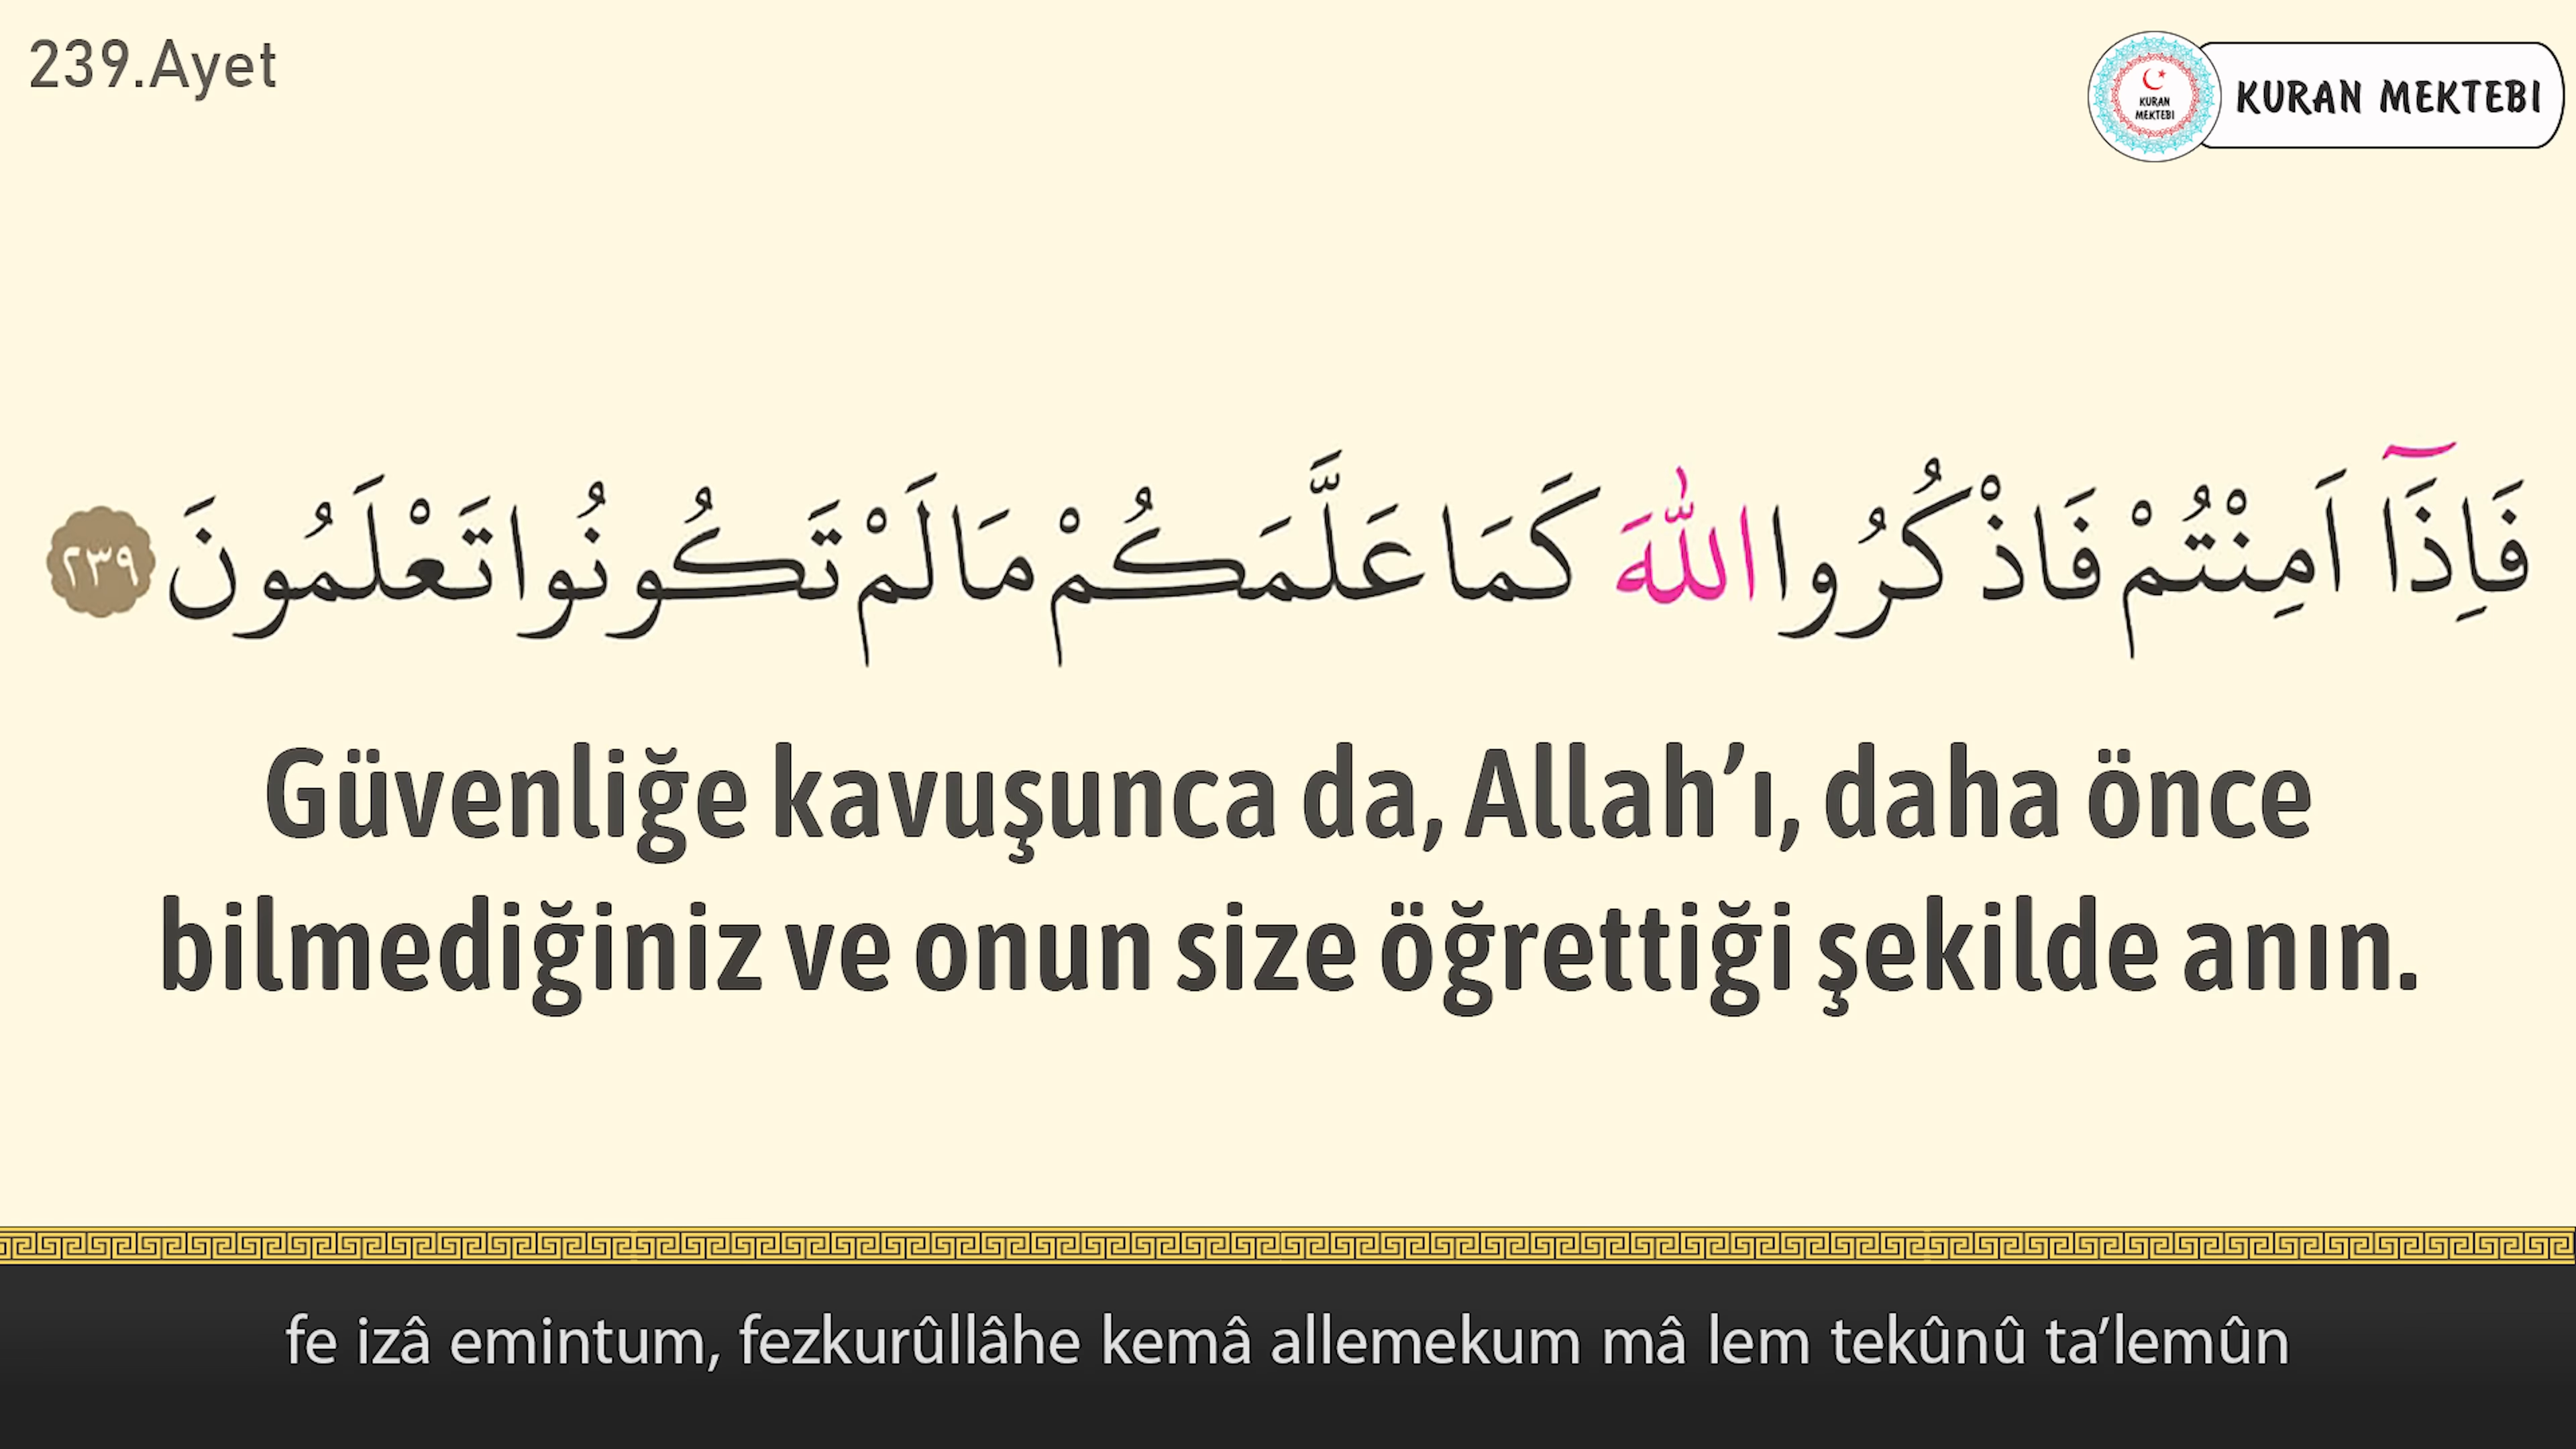 239.Ayet
KURAN MEKTEBI
KURAN
MEKTEBI
فَاِذَٓا اَمِنْتُمْ فَاذْكُرُوا اللّٰهَ كَمَا عَلَّمَكُمْ مَا لَمْ تَكُونُوا تَعْلَمُونَ ٢٣٩
Güvenliğe kavuşunca da, Allah’ı, daha önce
bilmediğiniz ve onun size öğrettiği şekilde anın.
fe izâ emintum, fezkurûllâhe kemâ allemekum mâ lem tekûnû ta’lemûn